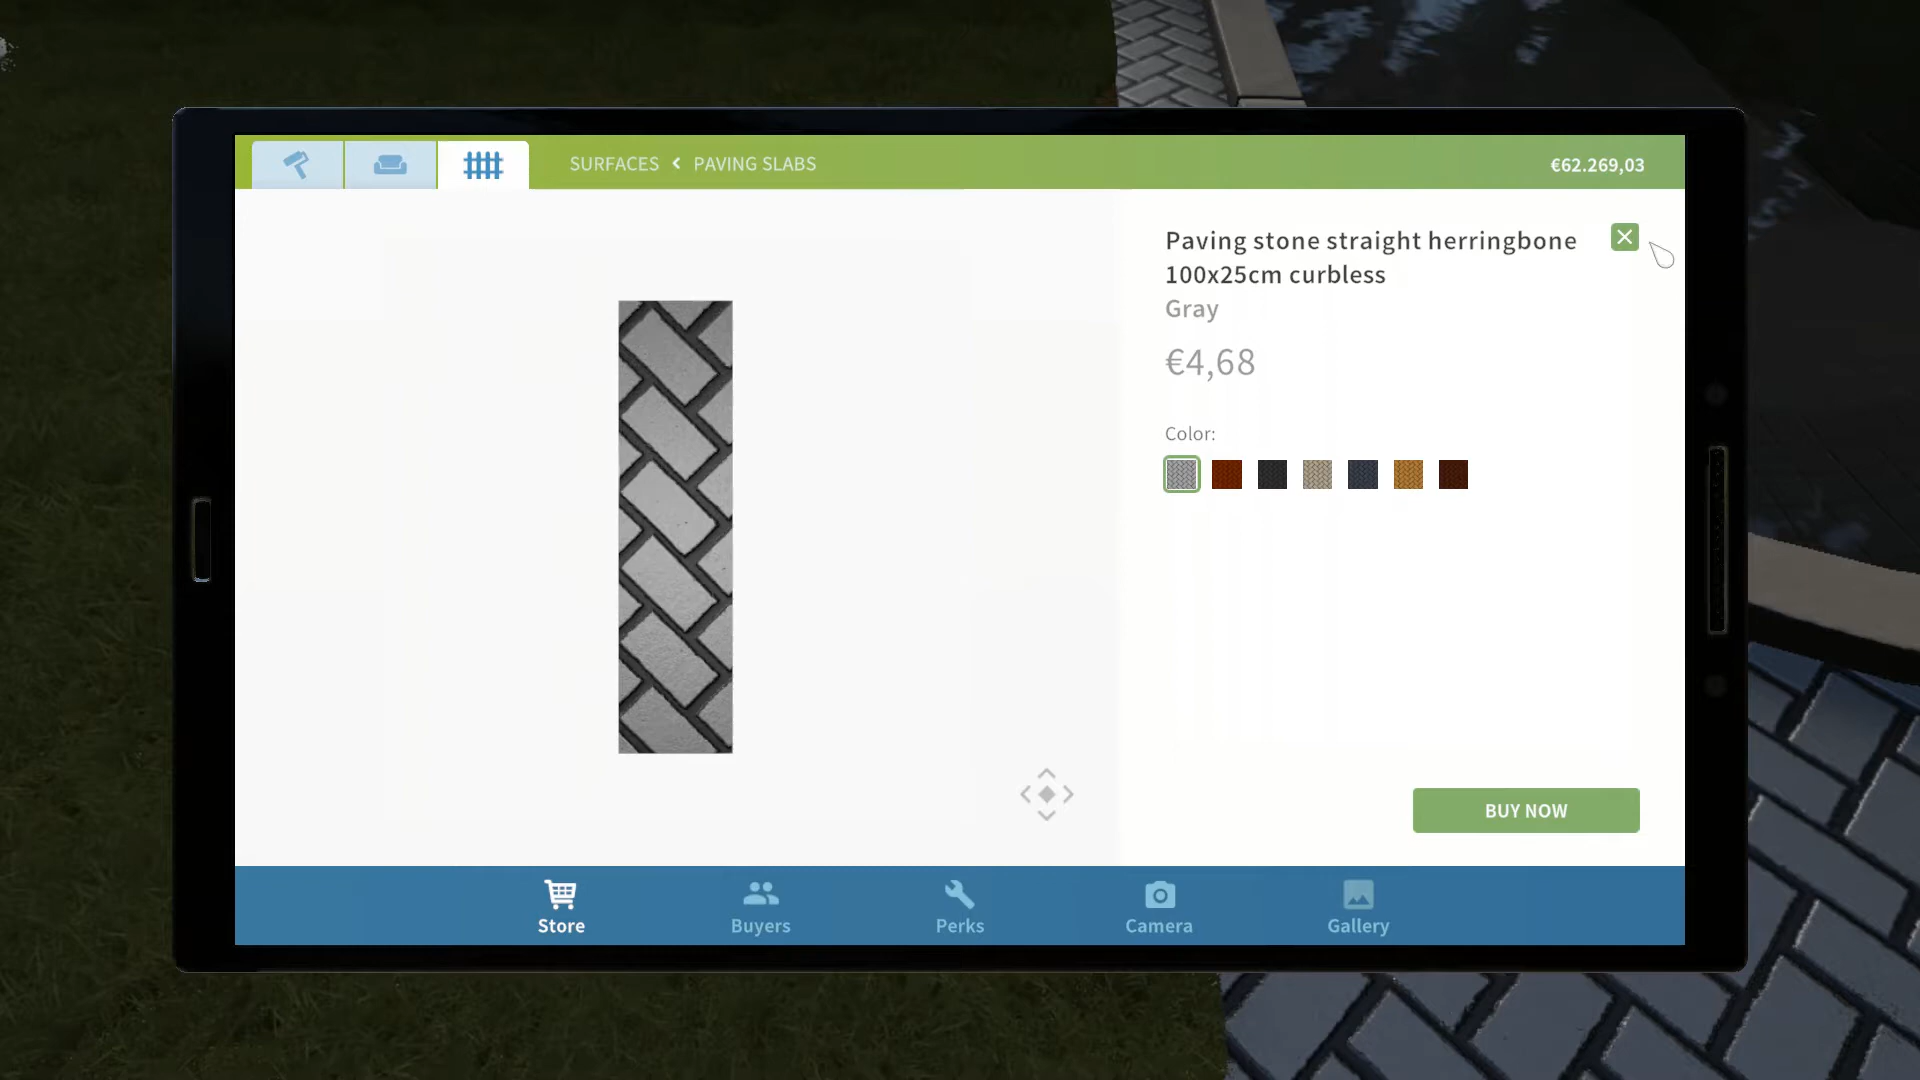 SURFACES < PAVING SLABS
€62.269,03
Paving stone straight herringbone
100x25cm curbless
Gray
€4,68
Color:
BUY NOW
Store
Buyers
Perks
Camera
Gallery